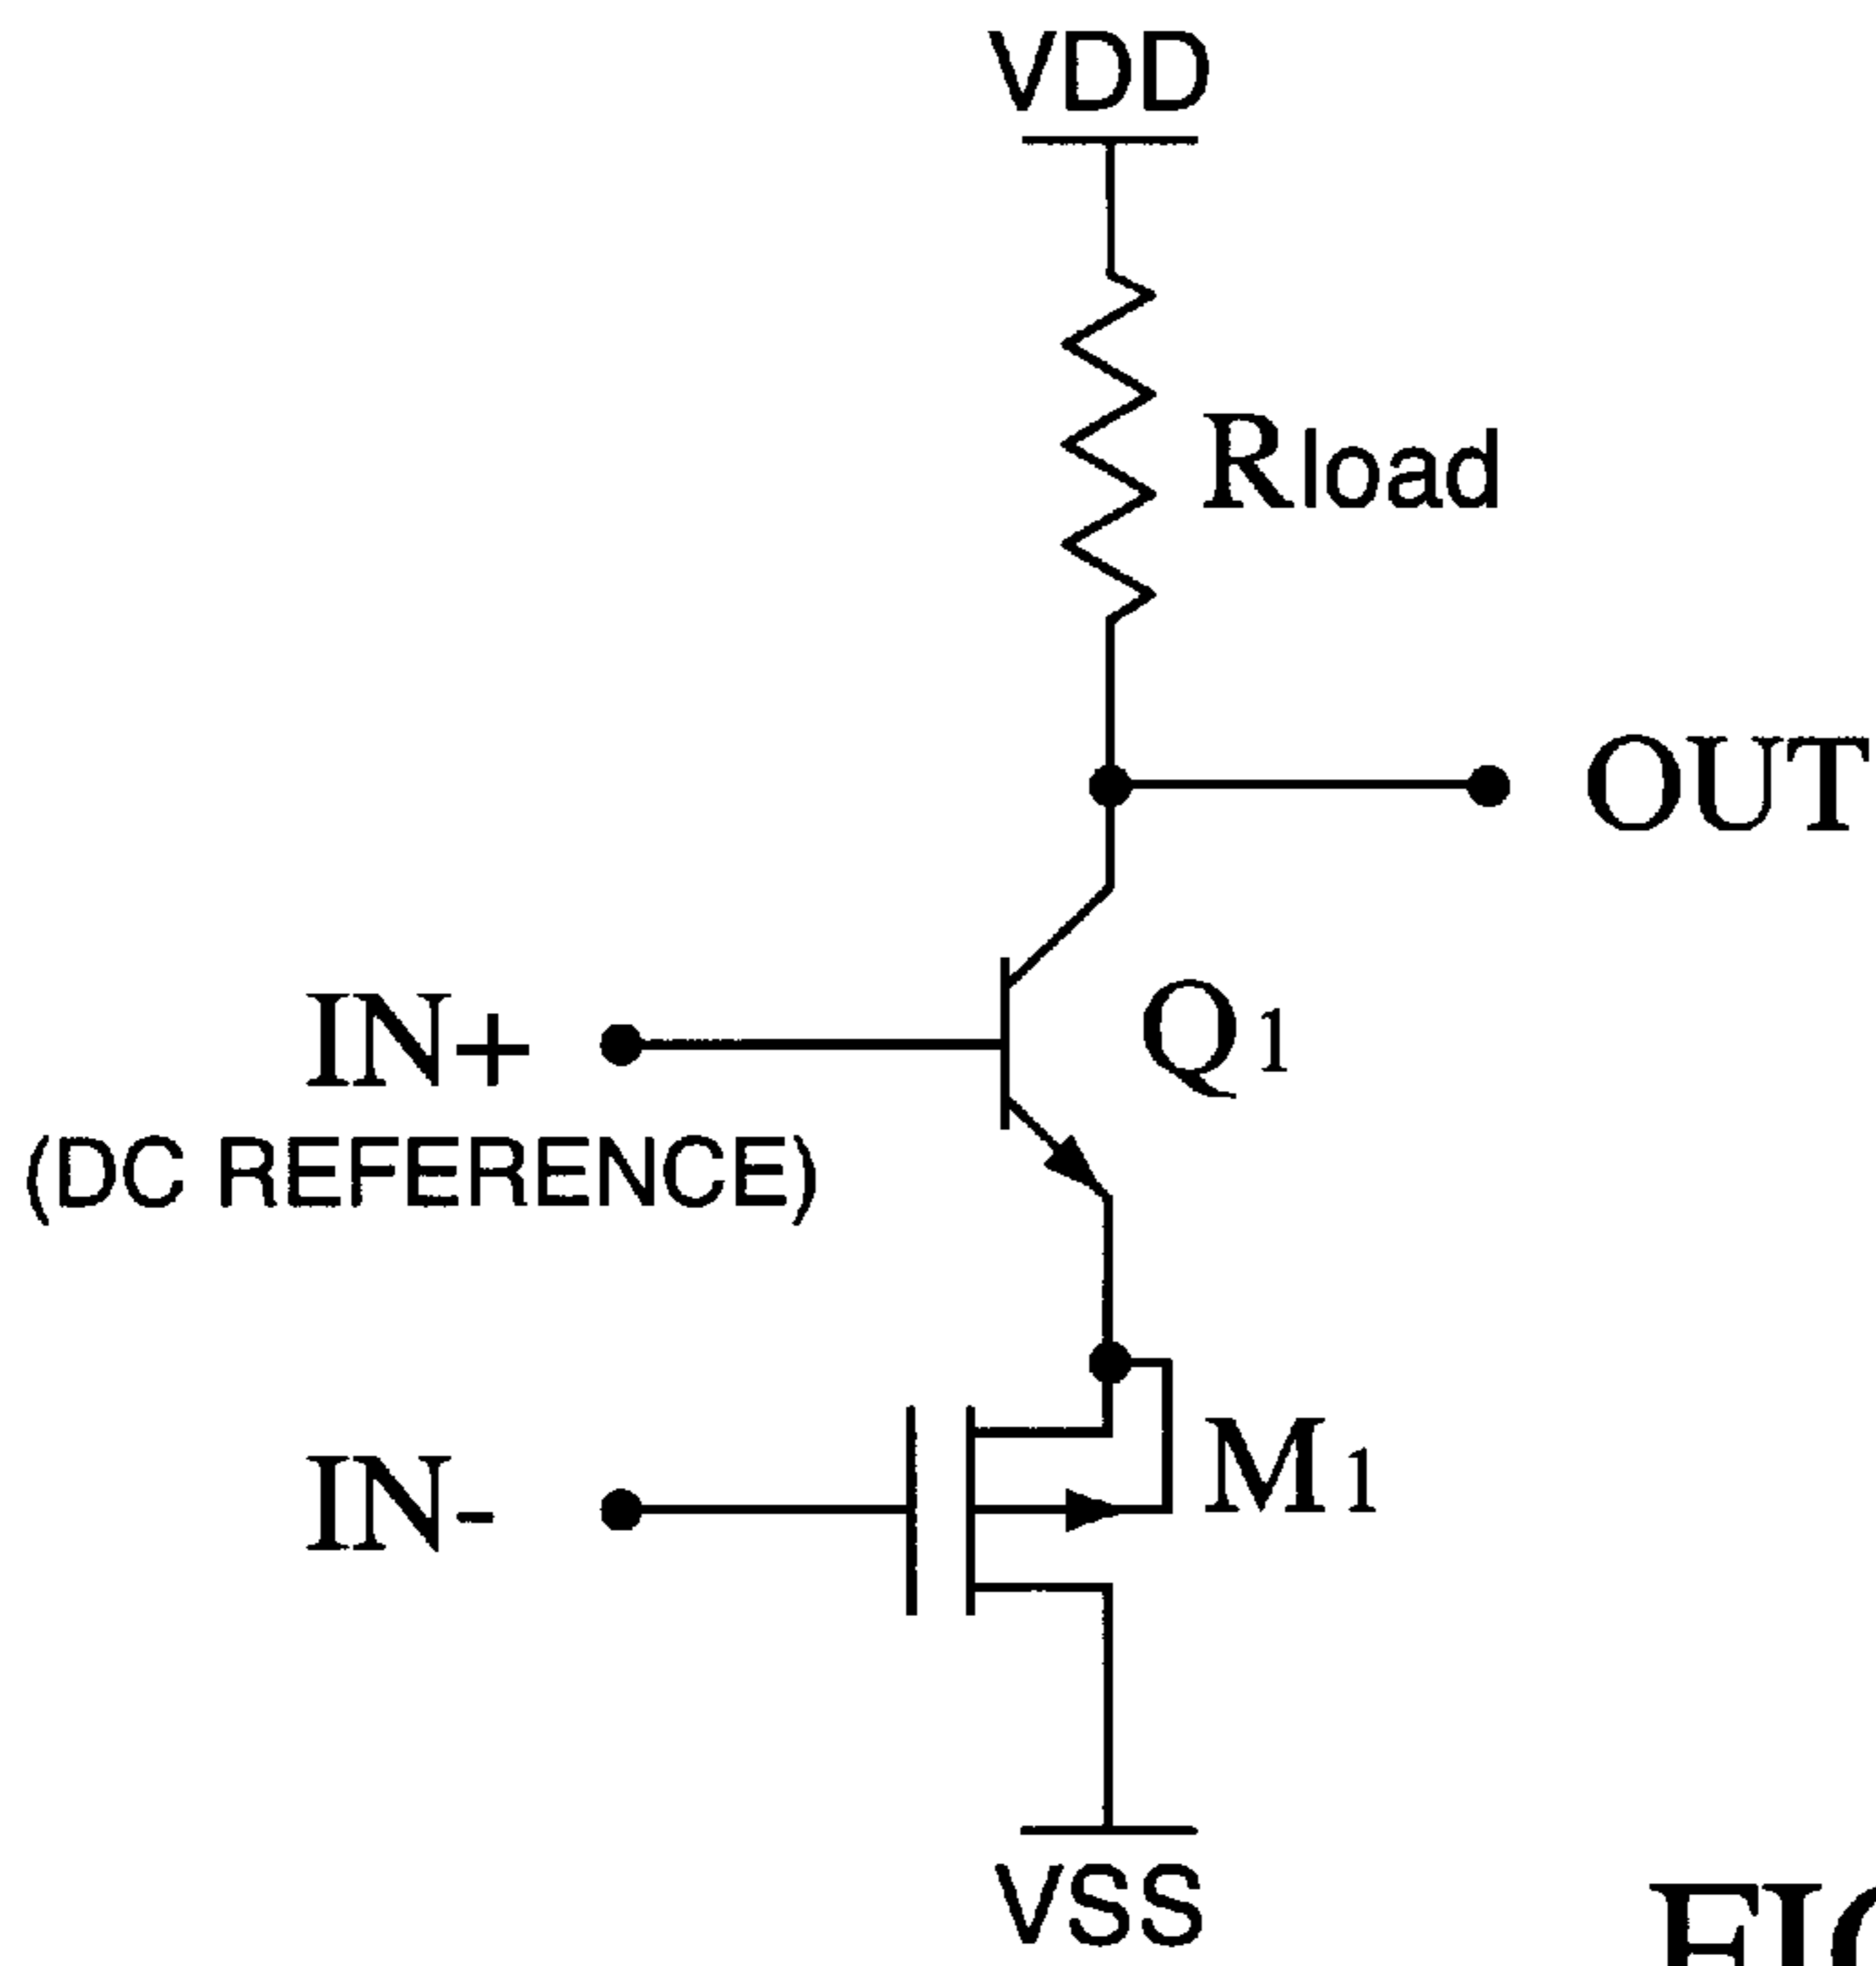 VDD
Rload
OUT
IN+
Q1
(DC REFERENCE)
IN-
M1
VSS